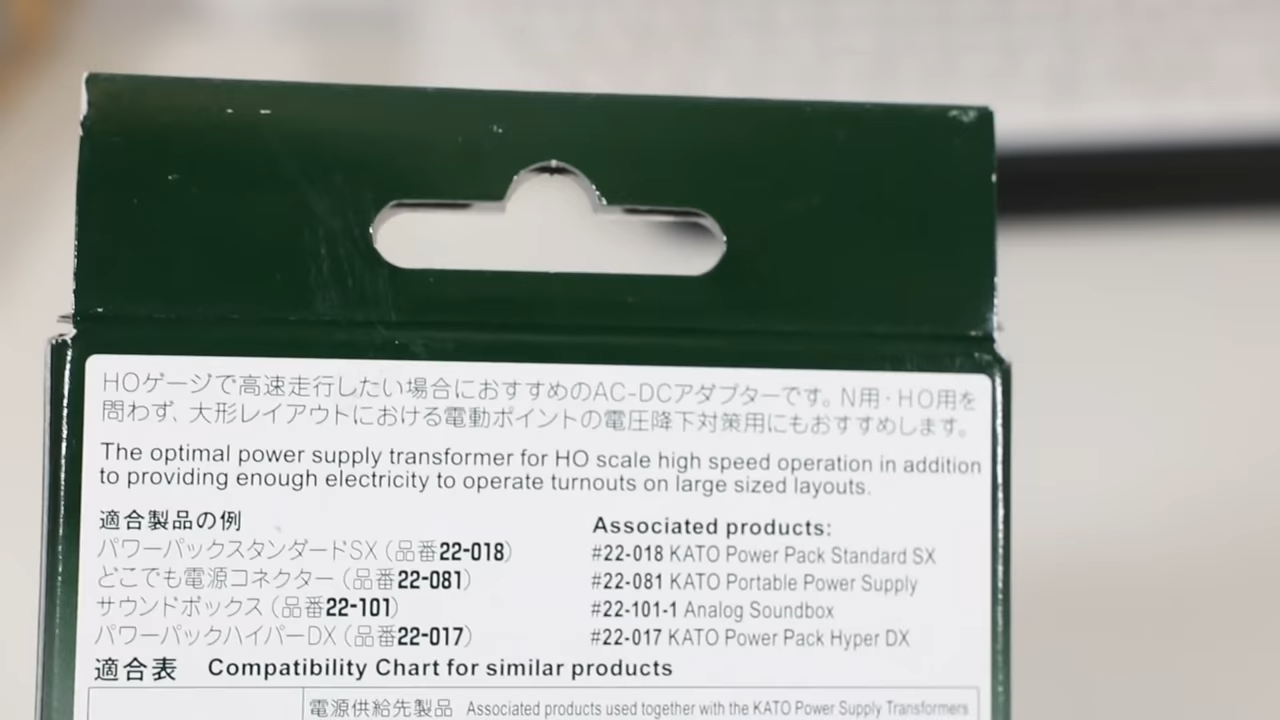 HOゲージで高速走行したい場合におすすめのAC-DCアダプターです。N用・HO用を
問わず、大形レイアウトにおける電動ポイントの電圧降下対策用にもおすすめします。
The optimal power supply transformer for HO scale high speed operation in addition
to providing enough electricity to operate turnouts on large sized layouts.
適合製品の例
パワーパックスタンダードSX（品番22-018）
どこでも電源コネクター（品番22-081）
サウンドボックス（品番22-101）
パワーパックハイパーDX（品番22-017）
Associated products:
#22-018 KATO Power Pack Standard SX
#22-081 KATO Portable Power Supply
#22-101-1 Analog Soundbox
#22-017 KATO Power Pack Hyper DX
適合表 Compatibility Chart for similar products
電源供給先製品 Associated products used together with the KATO Power Supply Transformers